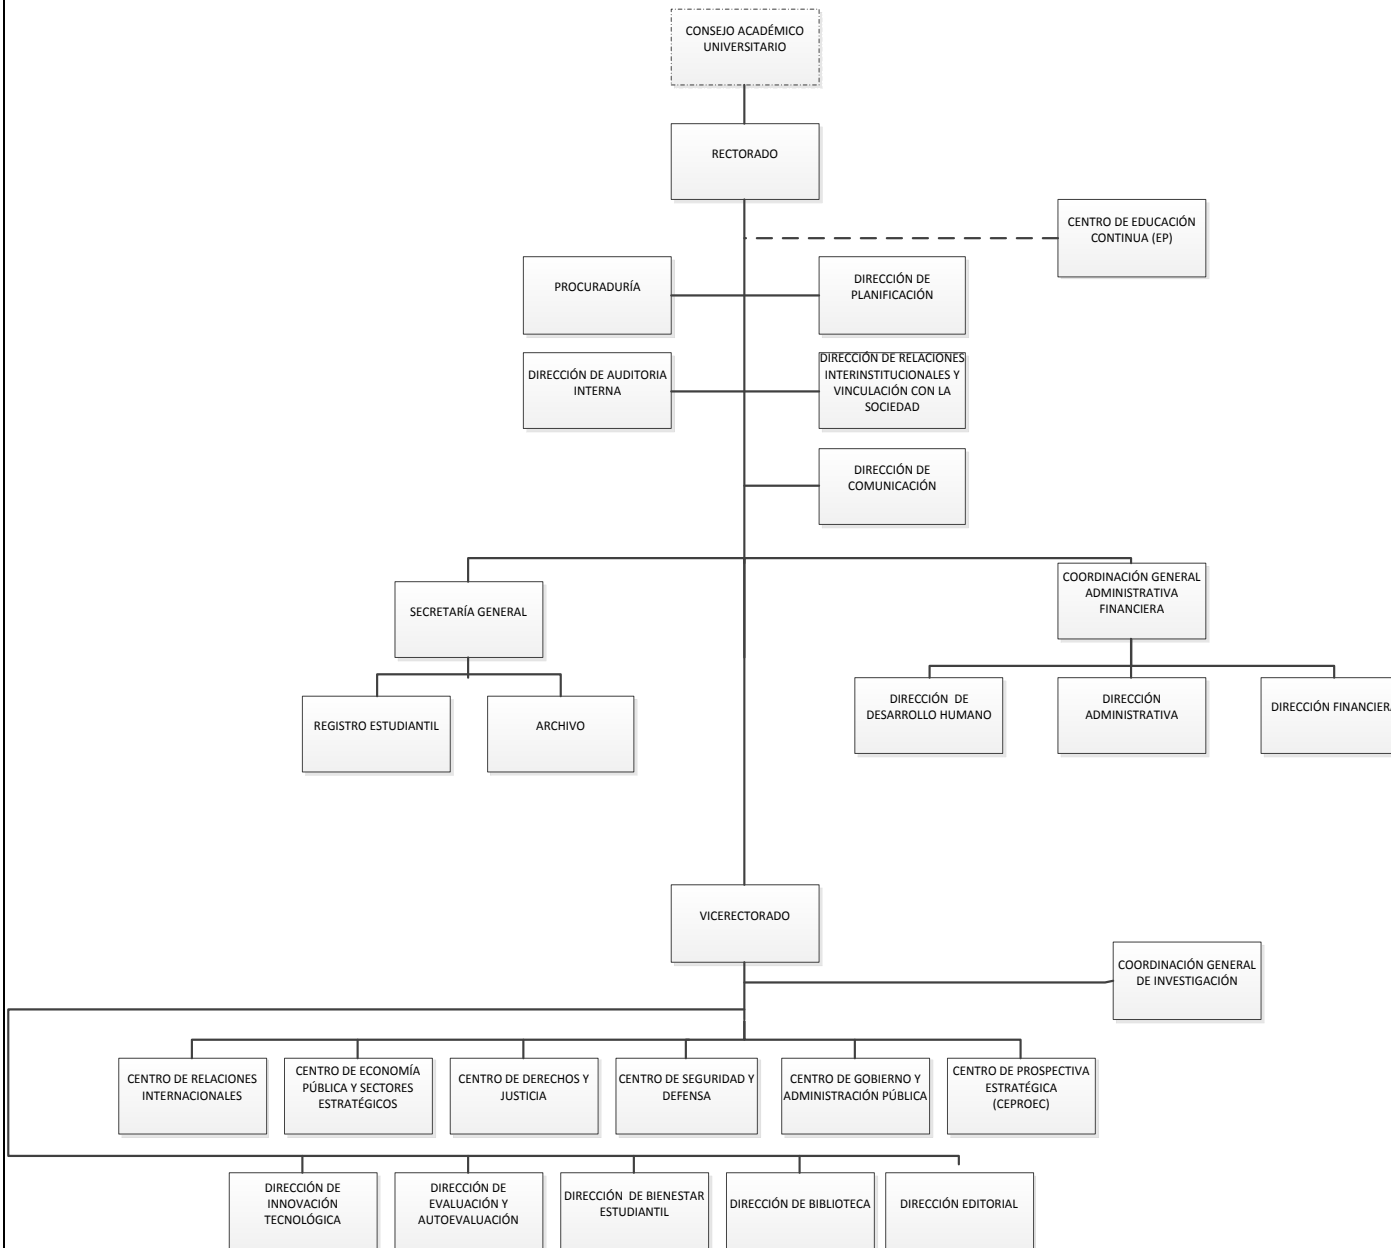 CONSEJO ACADÉMICO
UNIVERSITARIO
RECTORADO
CENTRO DE EDUCACIÓN
CONTINUA (EP)
PROCURADURÍA
DIRECCIÓN DE
PLANIFICACIÓN
DIRECCIÓN DE AUDITORIA
INTERNA
DIRECCIÓN DE RELACIONES
INTERINSTITUCIONALES Y
VINCULACIÓN CON LA
SOCIEDAD
DIRECCIÓN DE
COMUNICACIÓN
SECRETARÍA GENERAL
COORDINACIÓN GENERAL
ADMINISTRATIVA
FINANCIERA
REGISTRO ESTUDIANTIL
ARCHIVO
DIRECCIÓN  DE
DESARROLLO HUMANO
DIRECCIÓN
ADMINISTRATIVA
DIRECCIÓN FINANCIERA
VICERECTORADO
COORDINACIÓN GENERAL
DE INVESTIGACIÓN
CENTRO DE RELACIONES
INTERNACIONALES
CENTRO DE ECONOMÍA
PÚBLICA Y SECTORES
ESTRATÉGICOS
CENTRO DE DERECHOS Y
JUSTICIA
CENTRO DE SEGURIDAD Y
DEFENSA
CENTRO DE GOBIERNO Y
ADMINISTRACIÓN PÚBLICA
CENTRO DE PROSPECTIVA
ESTRATÉGICA
(CEPROEC)
DIRECCIÓN DE
INNOVACIÓN
TECNOLÓGICA
DIRECCIÓN DE
EVALUACIÓN Y
AUTOEVALUACIÓN
DIRECCIÓN  DE BIENESTAR
ESTUDIANTIL
DIRECCIÓN DE BIBLIOTECA
DIRECCIÓN EDITORIAL